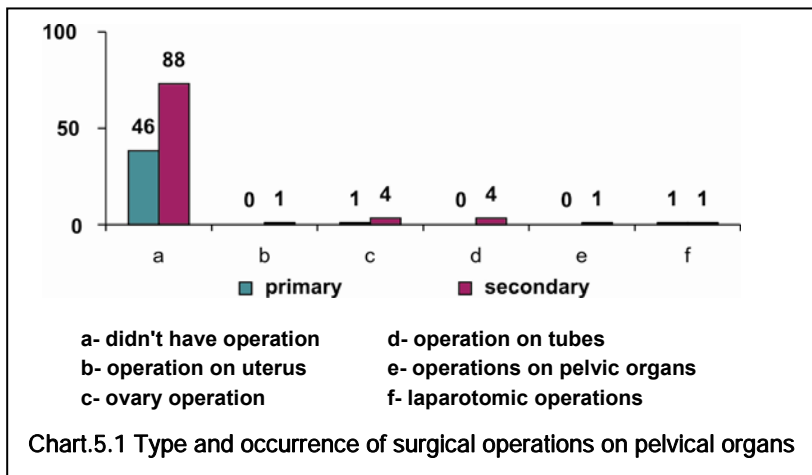 100
88
46
50
0 1 1 4 0 4 0 1 1 1
0
a b c d e f
primary secondary
a- didn't have operation d- operation on tubes
b- operation on uterus e- operations on pelvic organs
c- ovary operation f- laparotomic operations
Chart.5.1 Type and occurrence of surgical operations on pelvical organs